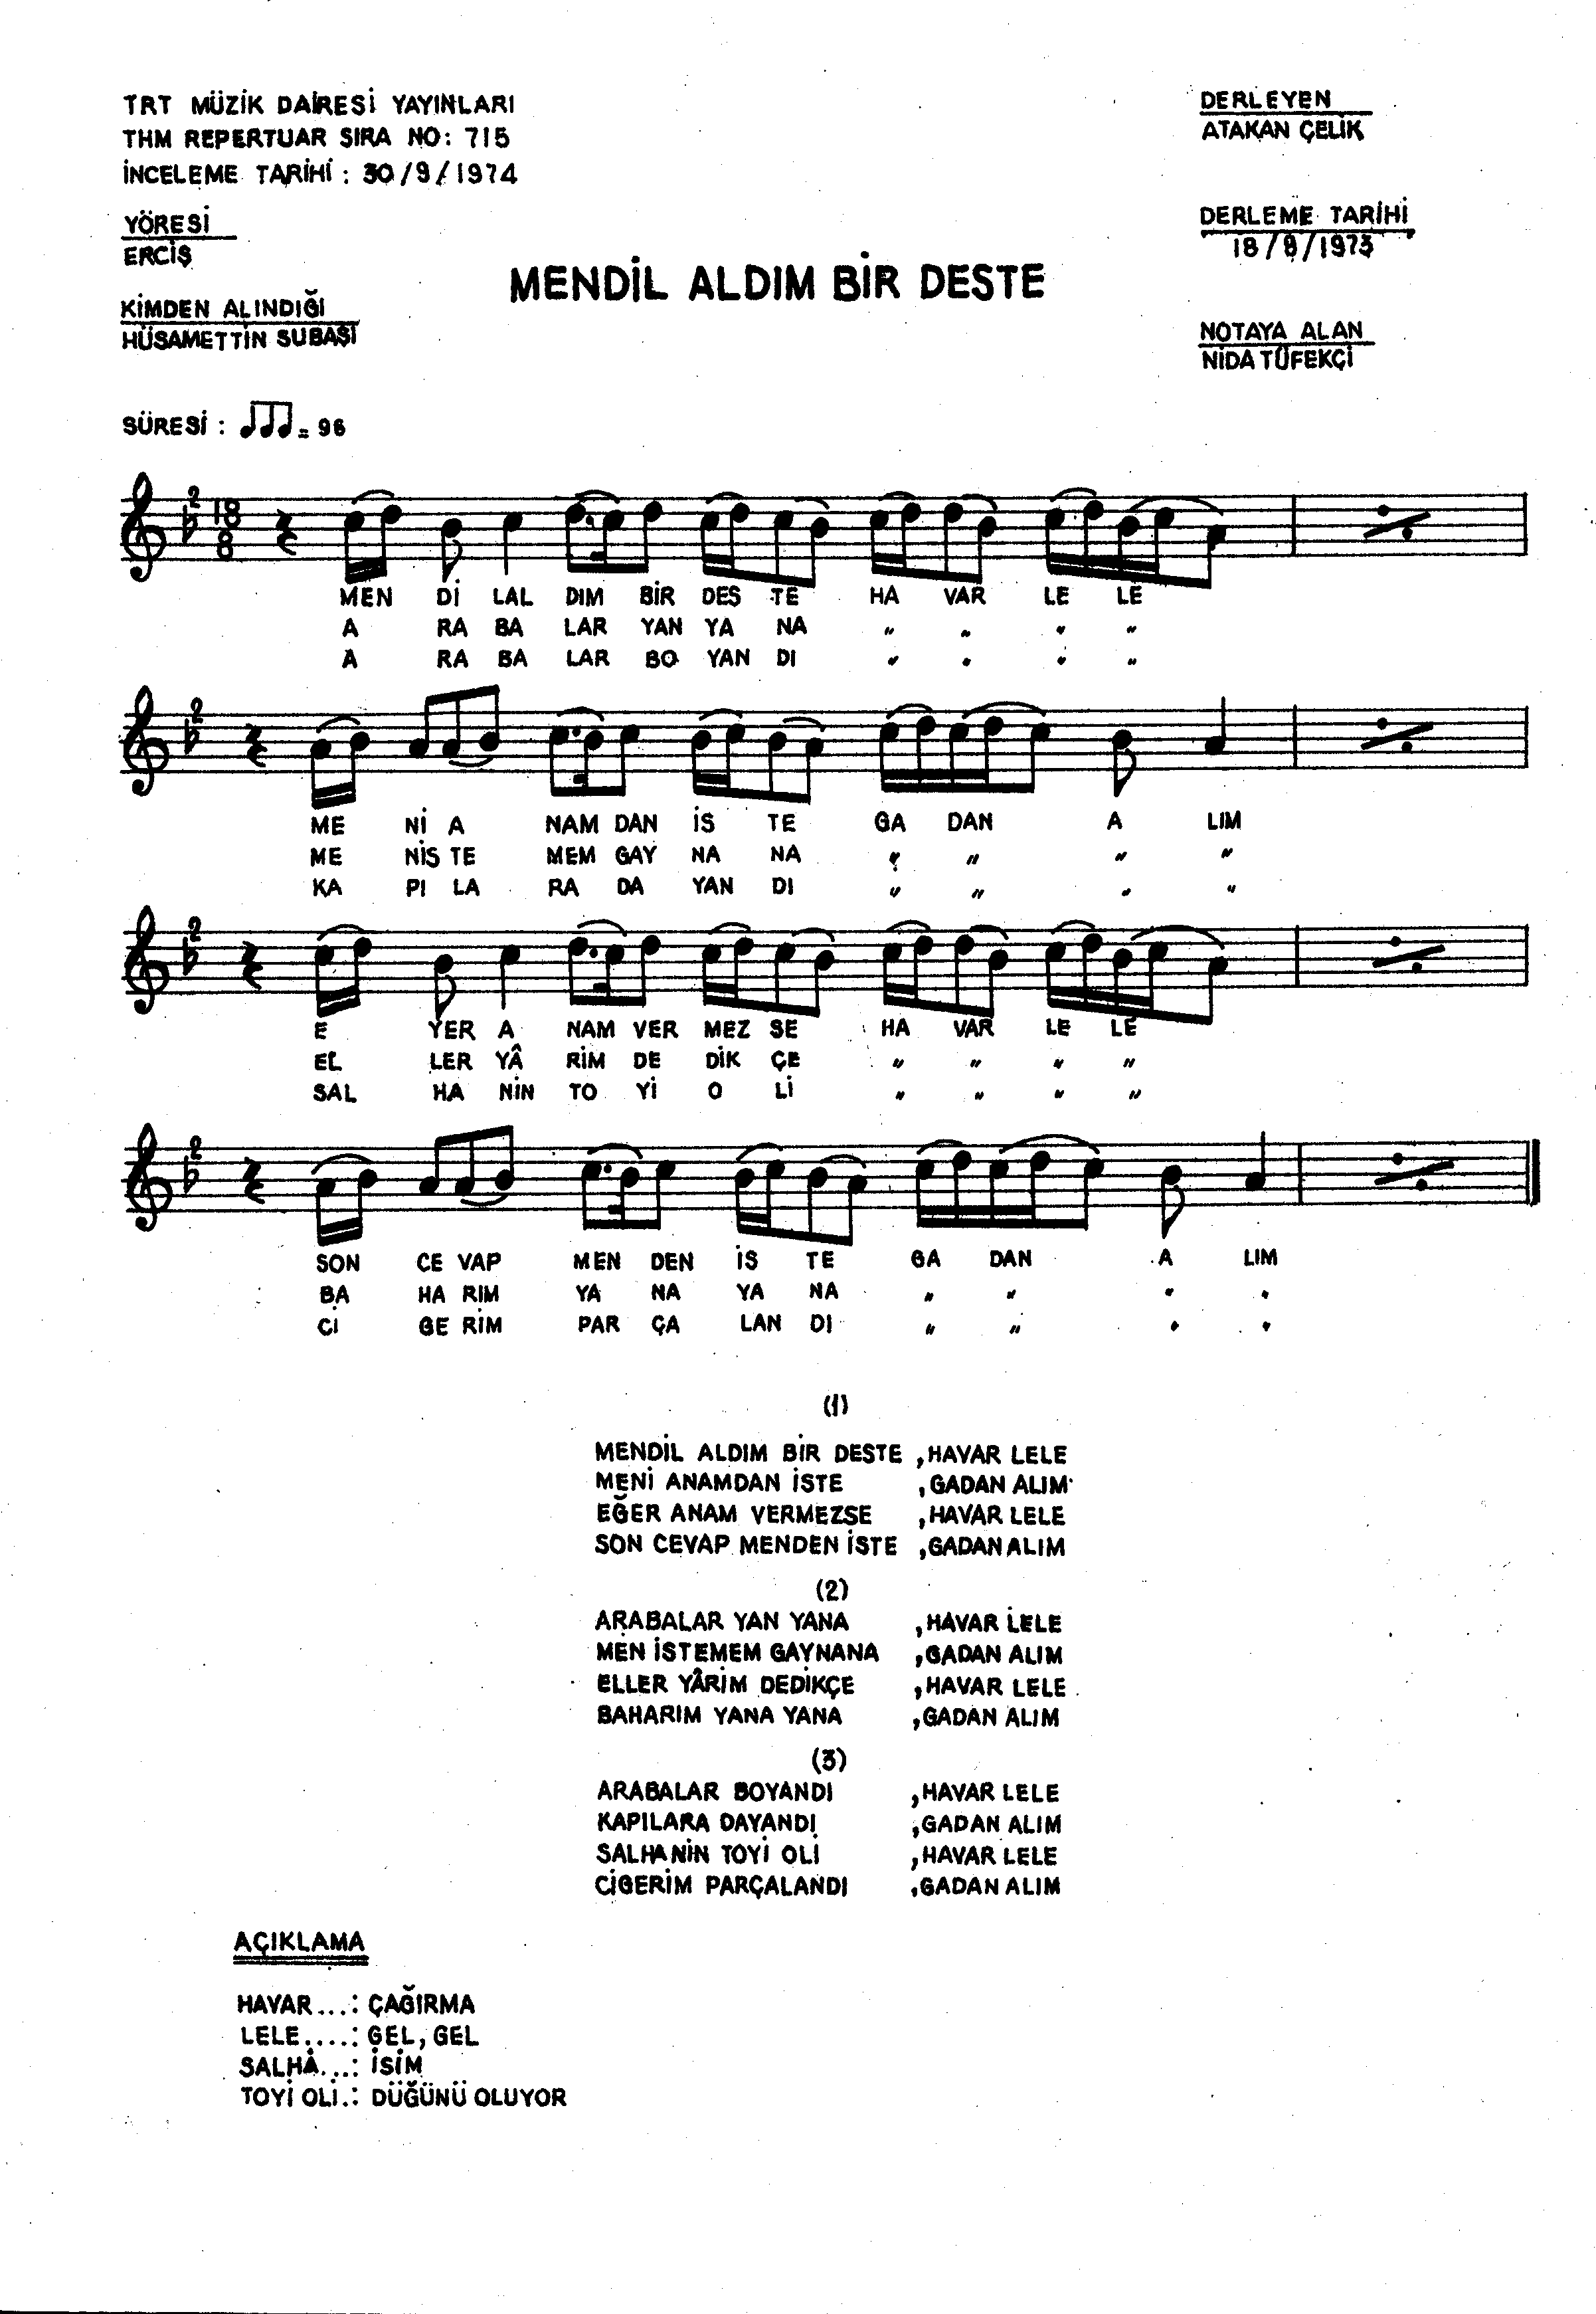 TRT MÜZİK DAİRESİ YAYINLARI
THM REPERTUAR SIRA NO: 715
İNCELEME TARİHİ : 30/9/1974
DERLEYEN
ATAKAN ÇELİK
YÖRESİ
ERCİŞ
DERLEME TARİHİ
18/9/1973
MENDİL ALDIM BİR DESTE
KİMDEN ALINDIĞI
HÜSAMETTİN SUBAŞI
NOTAYA ALAN
NİDA TÜFEKÇİ
SÜRESİ : = 96
2 18 8
MEN Dİ LAL DIM BİR DES TE HA VAR LE LE
A RA BA LAR YAN YA NA " " " "
A RA BA LAR BO YAN DI " " " "
2
ME Nİ A NAM DAN İS TE GA DAN A LIM
ME NİS TE MEM GAY NA NA " " " "
KA PI LA RA DA YAN DI " " " "
2
E YER A NAM VER MEZ SE HA VAR LE LE
EL LER YÂ RİM DE DİK ÇE " " " "
SAL HA NİN TO Yİ O Lİ " " " "
2
SON CE VAP MEN DEN İS TE GA DAN A LIM
BA HA RIM YA NA YA NA " " " "
Cİ GE RİM PAR ÇA LAN DI " " " "
(1)
MENDİL ALDIM BİR DESTE ,HAVAR LELE
MENİ ANAMDAN İSTE ,GADAN ALIM
EĞER ANAM VERMEZSE ,HAVAR LELE
SON CEVAP MENDEN İSTE ,GADAN ALIM
(2)
ARABALAR YAN YANA ,HAVAR LELE
MEN İSTEMEM GAYNANA ,GADAN ALIM
ELLER YÂRİM DEDİKÇE ,HAVAR LELE
BAHARIM YANA YANA ,GADAN ALIM
(3)
ARABALAR BOYANDI ,HAVAR LELE
KAPILARA DAYANDI ,GADAN ALIM
SALHANİN TOYİ OLİ ,HAVAR LELE
CİGERİM PARÇALANDI ,GADAN ALIM
AÇIKLAMA
HAVAR...: ÇAĞIRMA
LELE....: GEL, GEL
SALHA...: İSİM
TOYİ OLİ.: DÜĞÜNÜ OLUYOR